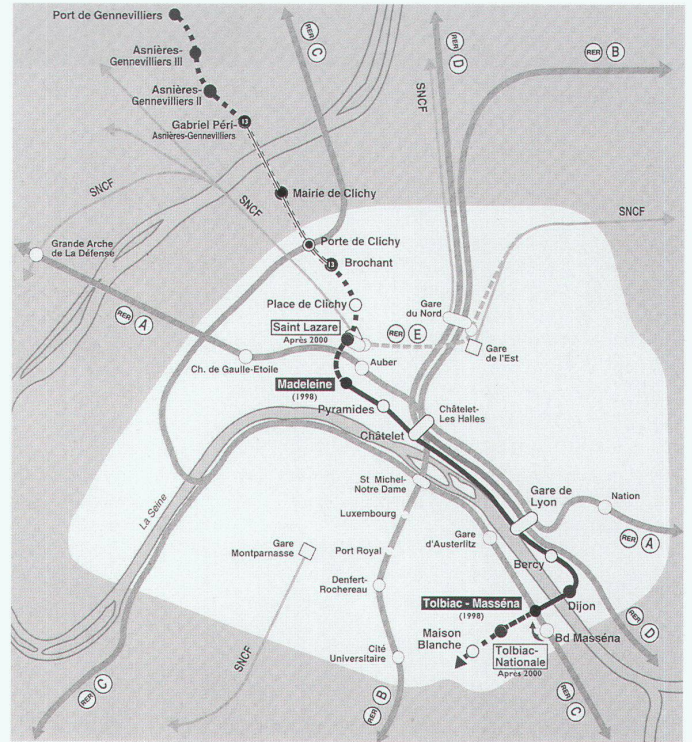 Port de Gennevilliers
Asnières-
Gennevilliers III
Asnières-
Gennevilliers II
Gabriel Péri-
Asnières-Gennevilliers
13
RER C
RER D
RER B
SNCF
SNCF
SNCF
SNCF
Mairie de Clichy
Grande Arche
de La Défense
Porte de Clichy
13
Brochant
RER A
Place de Clichy
Gare
du Nord
Saint Lazare
Après 2000
RER E
Gare
de l'Est
Ch. de Gaulle-Etoile
Auber
Madeleine
(1998)
Pyramides
Châtelet-
Les Halles
Châtelet
La Seine
St Michel-
Notre Dame
Gare de
Lyon
Nation
Luxembourg
Gare
Montparnasse
Port Royal
Gare
d'Austerlitz
RER A
Bercy
Denfert-
Rochereau
Tolbiac - Masséna
(1998)
Dijon
RER D
Maison
Blanche
Bd Masséna
Cité
Universitaire
Tolbiac-
Nationale
Après 2000
SNCF
RER C
RER B
RER C